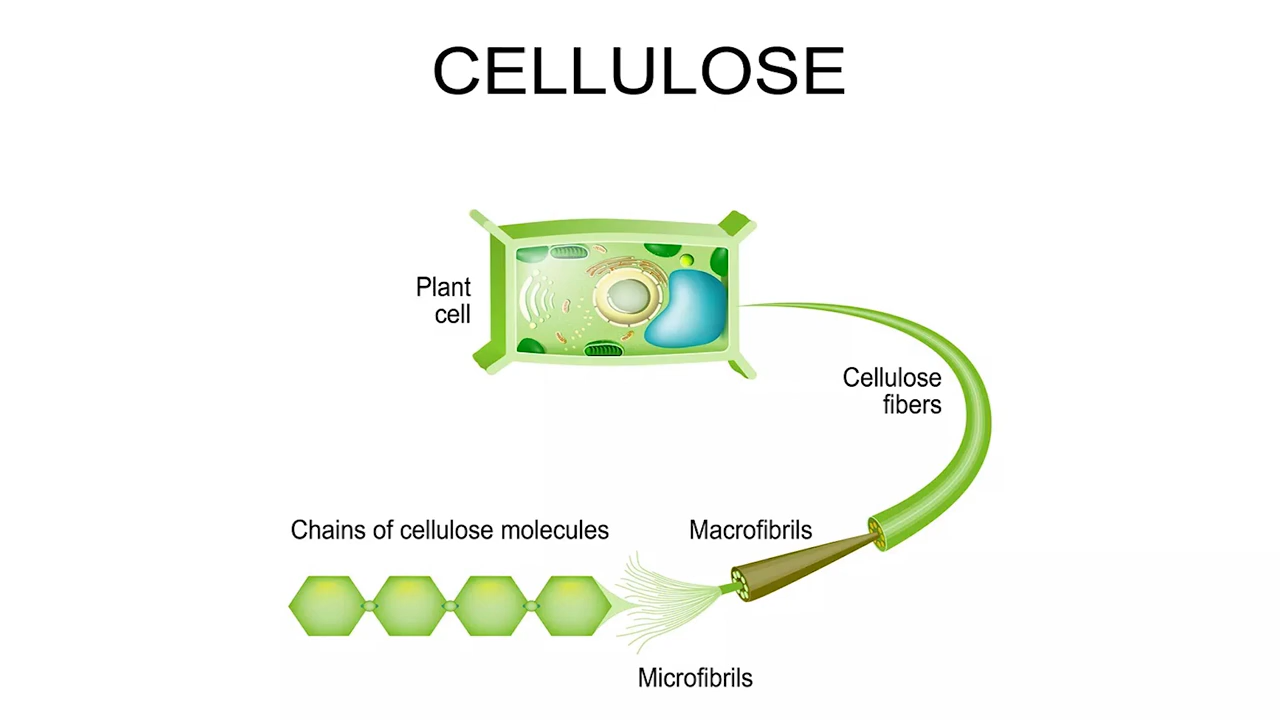 CELLULOSE
Plant
cell
Cellulose
fibers
Chains of cellulose molecules
Macrofibrils
Microfibrils